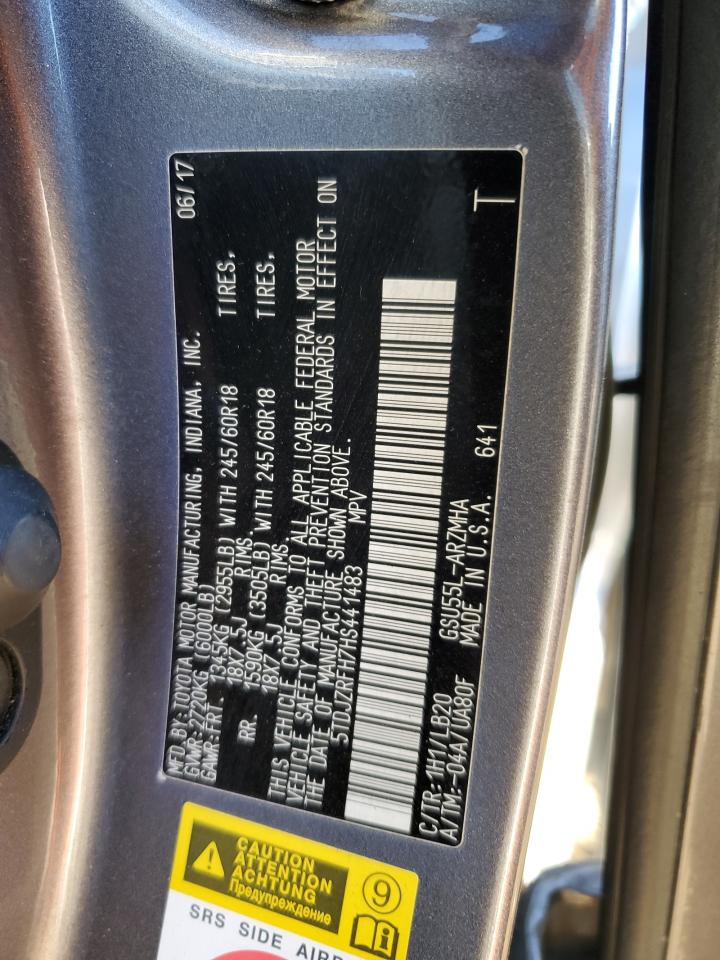 MFD.BY: TOYOTA MOTOR MANUFACTURING, INDIANA, INC. 06/17
GVWR: 2720KG (6000LB)
GAWR:FRT. 1345KG (2955LB) WITH 245/60R18 TIRES,
18X7.5J RIMS
RR. 1590KG (3505LB) WITH 245/60R18 TIRES,
18X7.5J RIMS
THIS VEHICLE CONFORMS TO ALL APPLICABLE FEDERAL MOTOR
VEHICLE SAFETY AND THEFT PREVENTION STANDARDS IN EFFECT ON
THE DATE OF MANUFACTURE SHOWN ABOVE.
5TDJZRFH7HS441483 MPV
C/TR: 1H1/LB20 GSU55L-ARZMHA
A/TM: -04A/UA80F MADE IN U.S.A. 641 T
CAUTION
ATTENTION
ACHTUNG
Предупреждение
9
SRS SIDE AIRB